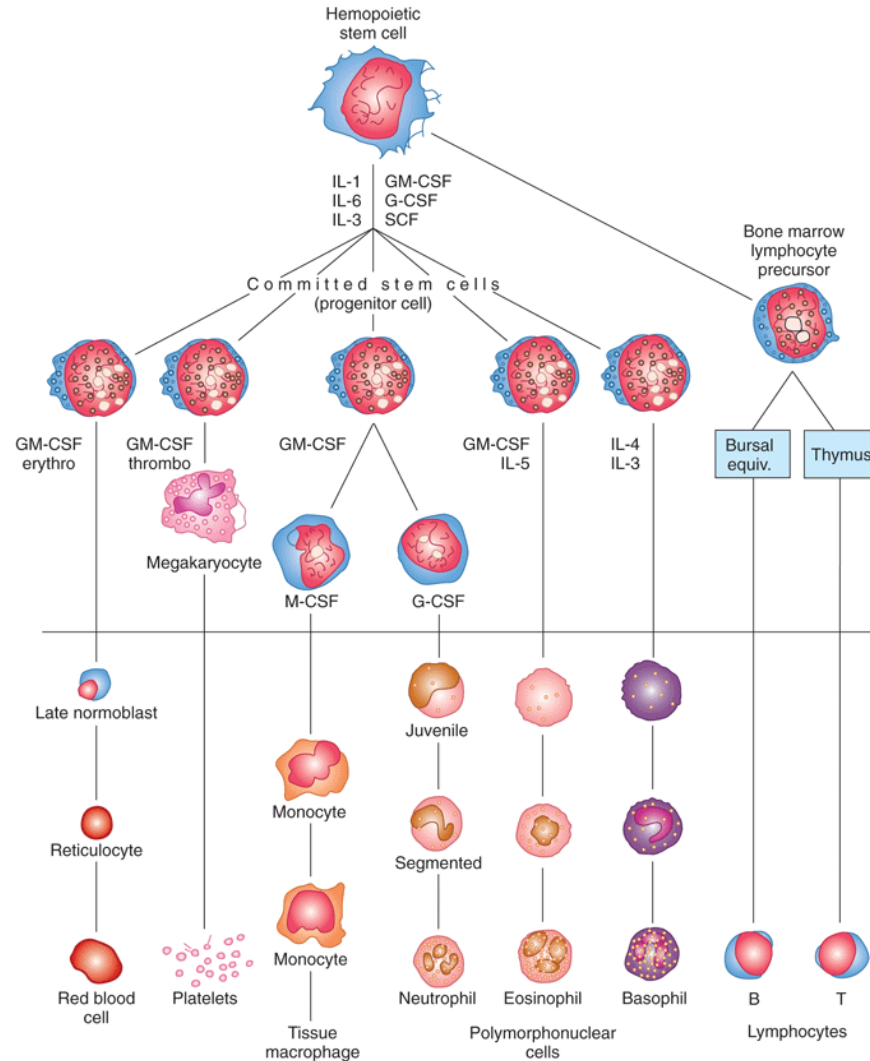 Hemopoietic
stem cell
IL-1 GM-CSF
IL-6 G-CSF
IL-3 SCF
Bone marrow
lymphocyte
precursor
Committed stem cells
(progenitor cell)
GM-CSF
erythro
GM-CSF
thrombo
GM-CSF
GM-CSF
IL-5
IL-4
IL-3
Bursal
equiv.
Thymus
Megakaryocyte
M-CSF
G-CSF
Late normoblast
Juvenile
Monocyte
Reticulocyte
Segmented
Monocyte
Red blood
cell
Platelets
Tissue
macrophage
Neutrophil
Eosinophil
Basophil
Polymorphonuclear
cells
B
T
Lymphocytes